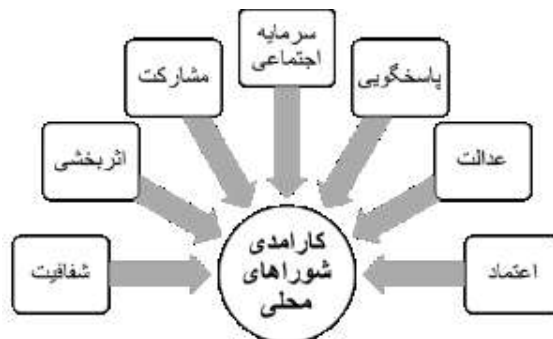 سرمایه
اجتماعی
مشارکت
پاسخگویی
اثربخشی
عدالت
شفافیت
کارامدی
شوراهای
محلی
اعتماد